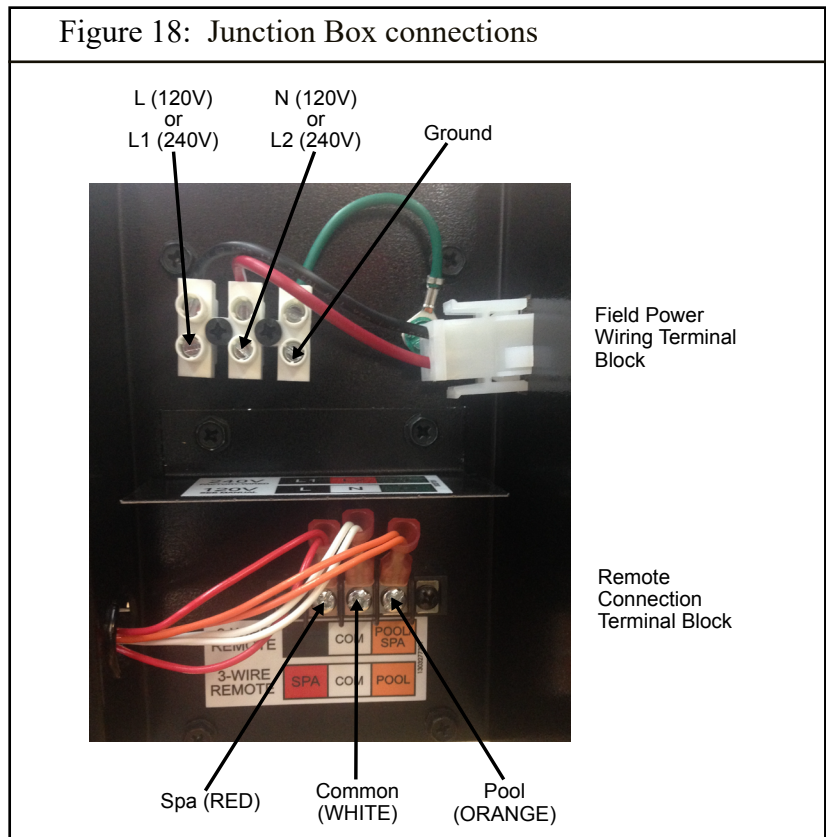 Figure 18: Junction Box connections
L (120V)
or
L1 (240V)
N (120V)
or
L2 (240V)
Ground
Field Power
Wiring Terminal
Block
240V L1
120V L N
Remote
Connection
Terminal Block
REMOTE COM POOL/
SPA
3-WIRE
REMOTE SPA COM POOL
Spa (RED)
Common
(WHITE)
Pool
(ORANGE)